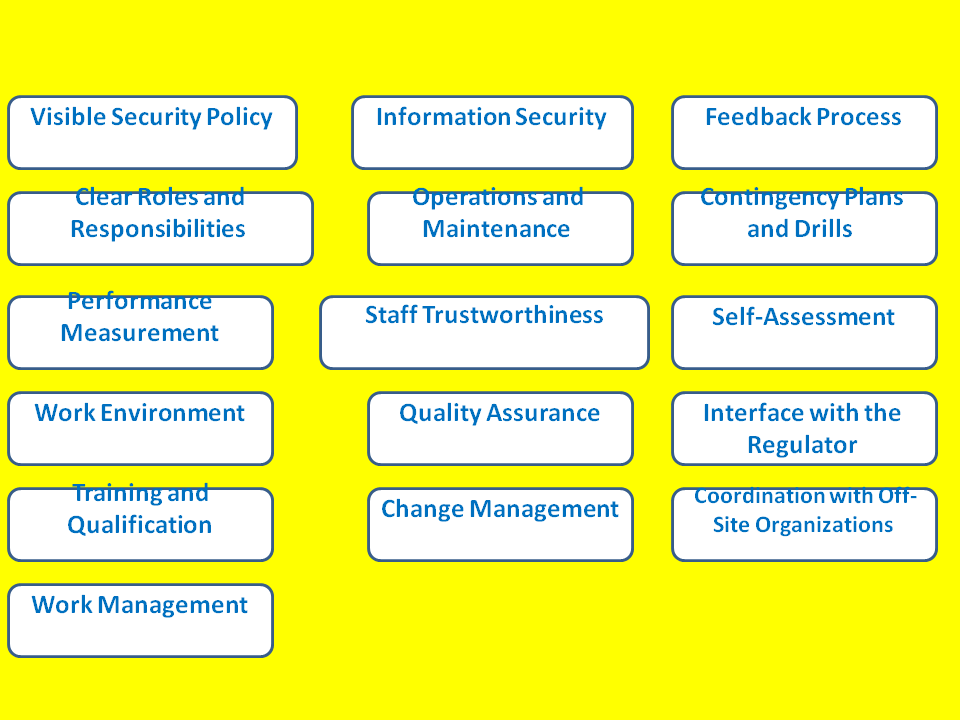 Visible Security Policy
Information Security
Feedback Process
Clear Roles and
Responsibilities
Operations and
Maintenance
Contingency Plans
and Drills
Performance
Measurement
Staff Trustworthiness
Self-Assessment
Work Environment
Quality Assurance
Interface with the
Regulator
Training and
Qualification
Change Management
Coordination with Off-
Site Organizations
Work Management